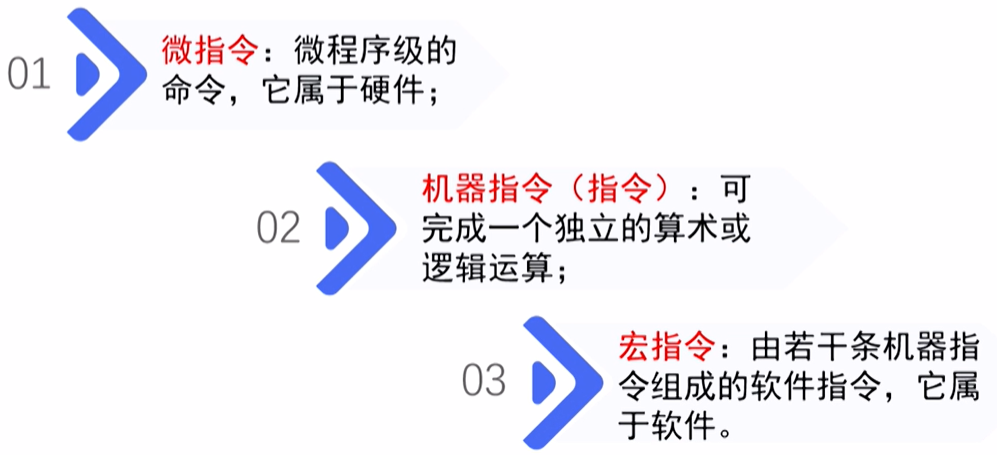 01
微指令：微程序级的
命令，它属于硬件；
02
机器指令（指令）：可
完成一个独立的算术或
逻辑运算；
03
宏指令：由若干条机器指
令组成的软件指令，它属
于软件。